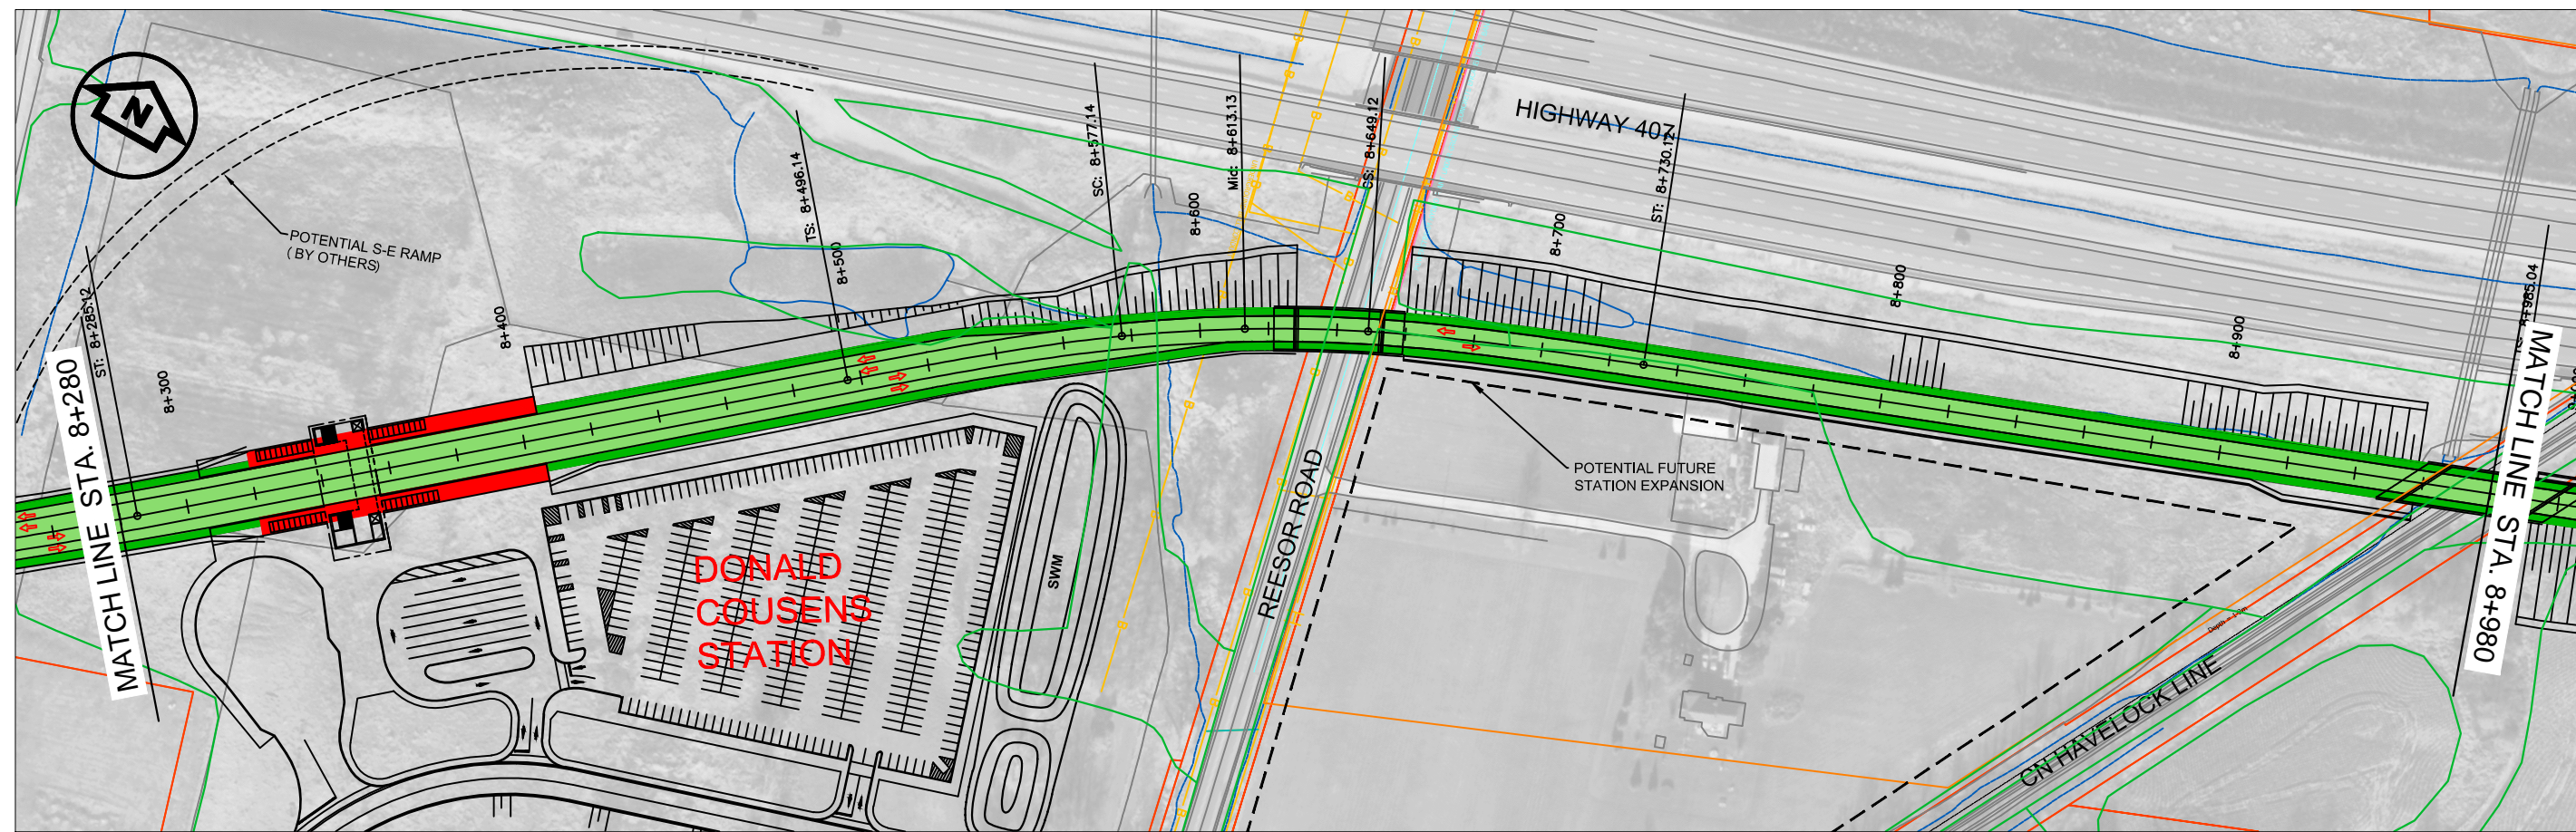 N
HIGHWAY 407
POTENTIAL S-E RAMP
( BY OTHERS)
ST: 8+285.12
8+300
8+400
TS: 8+496.14
8+500
SC: 8+577.14
8+600
Mid: 8+613.13
CS: 8+649.12
8+700
ST: 8+730.12
8+800
8+900
MATCH LINE STA. 8+280
DONALD
COUSENS
STATION
SWM
REESOR ROAD
POTENTIAL FUTURE
STATION EXPANSION
CN HAVELOCK LINE
MATCH LINE STA. 8+980